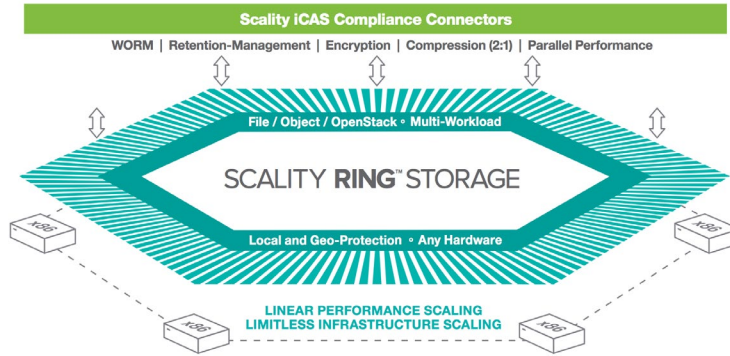 Scality iCAS Compliance Connectors
WORM | Retention-Management | Encryption | Compression (2:1) | Parallel Performance
File / Object / OpenStack ∘ Multi-Workload
SCALITY RING™ STORAGE
Local and Geo-Protection ∘ Any Hardware
x86
x86
LINEAR PERFORMANCE SCALING
LIMITLESS INFRASTRUCTURE SCALING
x86
x86